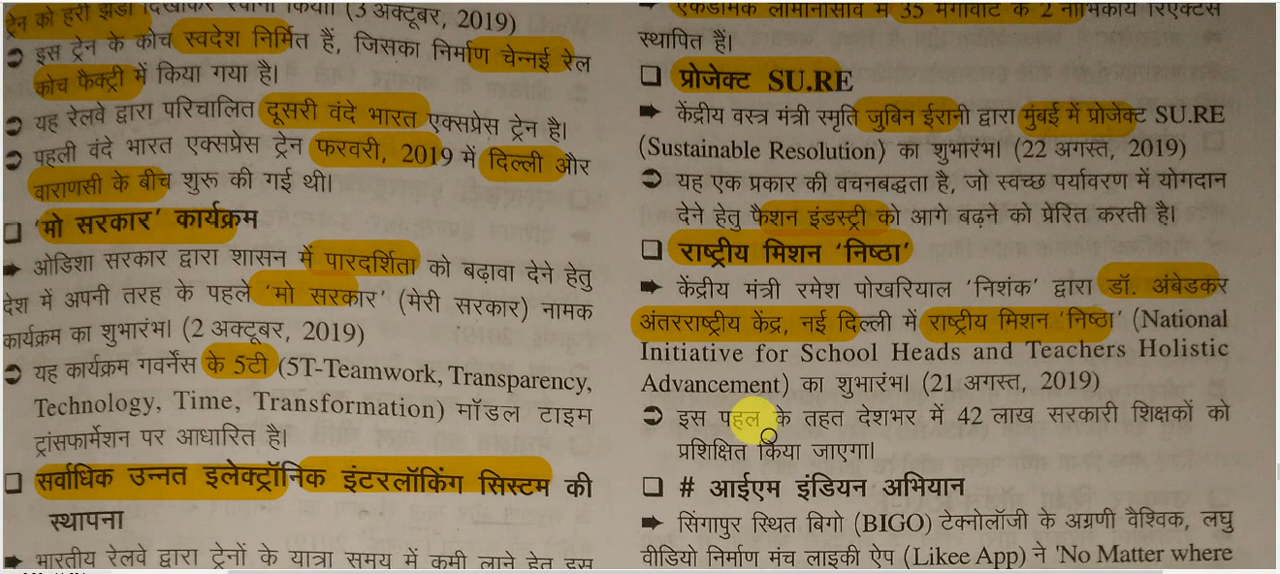 ट्रेन को हरी झंडी दिखाकर रवाना किया। (3 अक्टूबर, 2019)
इस ट्रेन के कोच स्वदेश निर्मित हैं, जिसका निर्माण चेन्नई रेल
कोच फैक्ट्री में किया गया है।
यह रेलवे द्वारा परिचालित दूसरी वंदे भारत एक्सप्रेस ट्रेन है।
पहली वंदे भारत एक्सप्रेस ट्रेन फरवरी, 2019 में दिल्ली और
वाराणसी के बीच शुरू की गई थी।
❑ 'मो सरकार' कार्यक्रम
ओडिशा सरकार द्वारा शासन में पारदर्शिता को बढ़ावा देने हेतु
देश में अपनी तरह के पहले 'मो सरकार' (मेरी सरकार) नामक
कार्यक्रम का शुभारंभ। (2 अक्टूबर, 2019)
यह कार्यक्रम गवर्नेंस के 5टी (5T-Teamwork, Transparency,
Technology, Time, Transformation) मॉडल टाइम
ट्रांसफार्मेशन पर आधारित है।
❑ सर्वाधिक उन्नत इलेक्ट्रॉनिक इंटरलॉकिंग सिस्टम की
स्थापना
भारतीय रेलवे द्वारा ट्रेनों के यात्रा समय में कमी लाने हेतु इस
में 35 मेगावाट के 2 नाभिकीय रिएक्टर्स
स्थापित हैं।
❑ प्रोजेक्ट SU.RE
केंद्रीय वस्त्र मंत्री स्मृति जुबिन ईरानी द्वारा मुंबई में प्रोजेक्ट SU.RE
(Sustainable Resolution) का शुभारंभ। (22 अगस्त, 2019)
यह एक प्रकार की वचनबद्धता है, जो स्वच्छ पर्यावरण में योगदान
देने हेतु फैशन इंडस्ट्री को आगे बढ़ने को प्रेरित करती है।
❑ राष्ट्रीय मिशन 'निष्ठा'
केंद्रीय मंत्री रमेश पोखरियाल 'निशंक' द्वारा डॉ. अंबेडकर
अंतरराष्ट्रीय केंद्र, नई दिल्ली में राष्ट्रीय मिशन 'निष्ठा' (National
Initiative for School Heads and Teachers Holistic
Advancement) का शुभारंभ। (21 अगस्त, 2019)
इस पहल के तहत देशभर में 42 लाख सरकारी शिक्षकों को
प्रशिक्षित किया जाएगा।
❑ # आईएम इंडियन अभियान
सिंगापुर स्थित बिगो (BIGO) टेक्नोलॉजी के अग्रणी वैश्विक, लघु
वीडियो निर्माण मंच लाइकी ऐप (Likee App) ने 'No Matter where